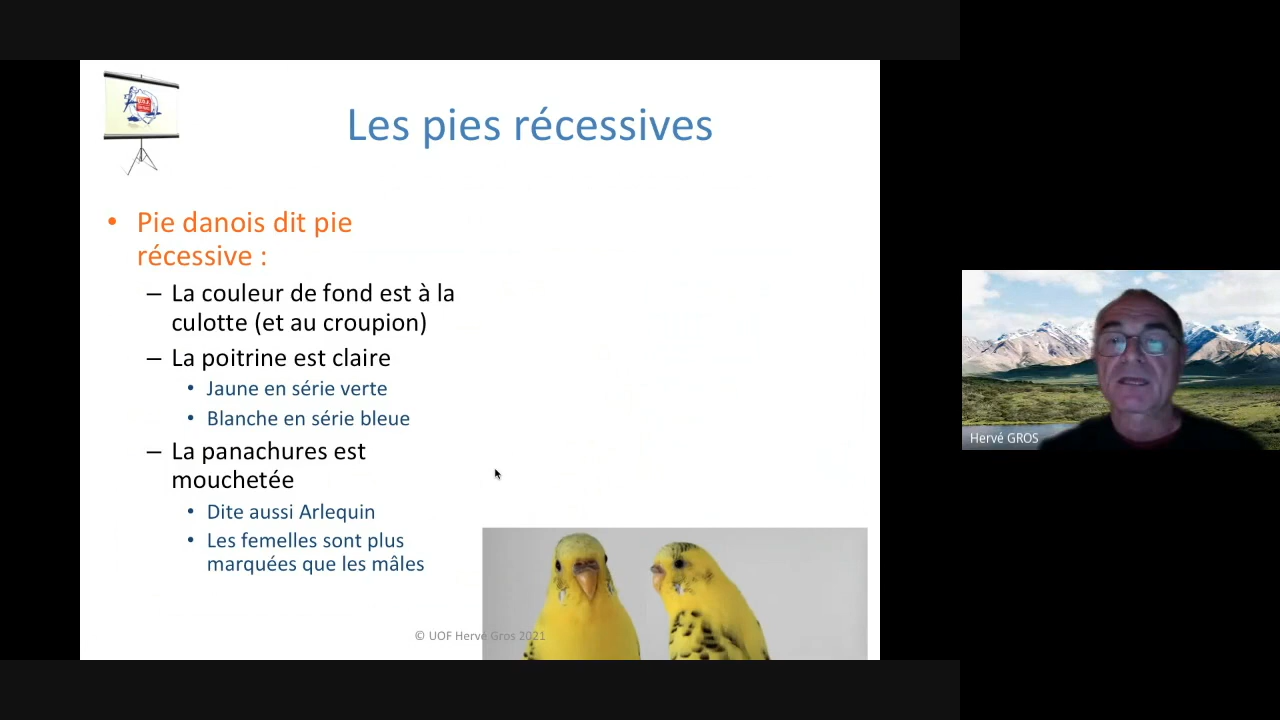 Les pies récessives
• Pie danois dit pie
récessive :
– La couleur de fond est à la
culotte (et au croupion)
– La poitrine est claire
• Jaune en série verte
• Blanche en série bleue
– La panachures est
mouchetée
• Dite aussi Arlequin
• Les femelles sont plus
marquées que les mâles
© UOF Hervé Gros 2021
Hervé GROS